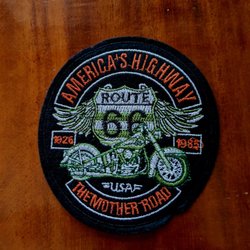 AMERICA'S HIGHWAY
ROUTE
66
1926 1985
USA
THE MOTHER ROAD